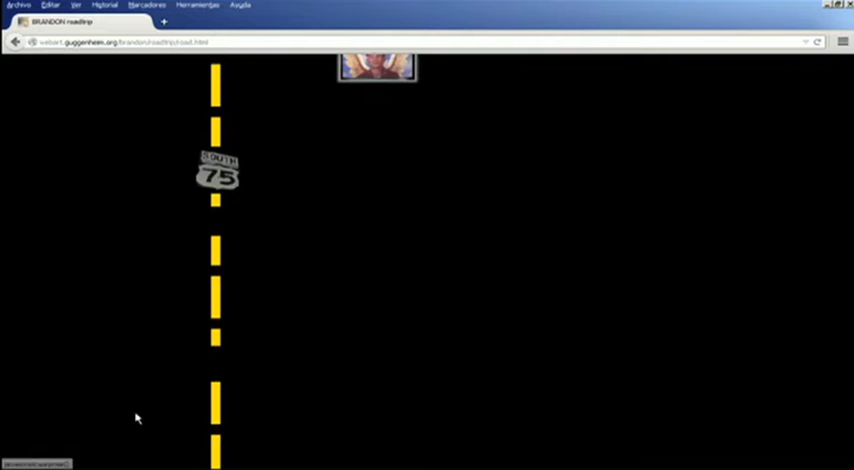 Archivo Editar Ver Historial Marcadores Herramientas Ayuda
BRANDON roadtrip
webart.guggenheim.org/brandon/roadtrip/road.html
SOUTH
75